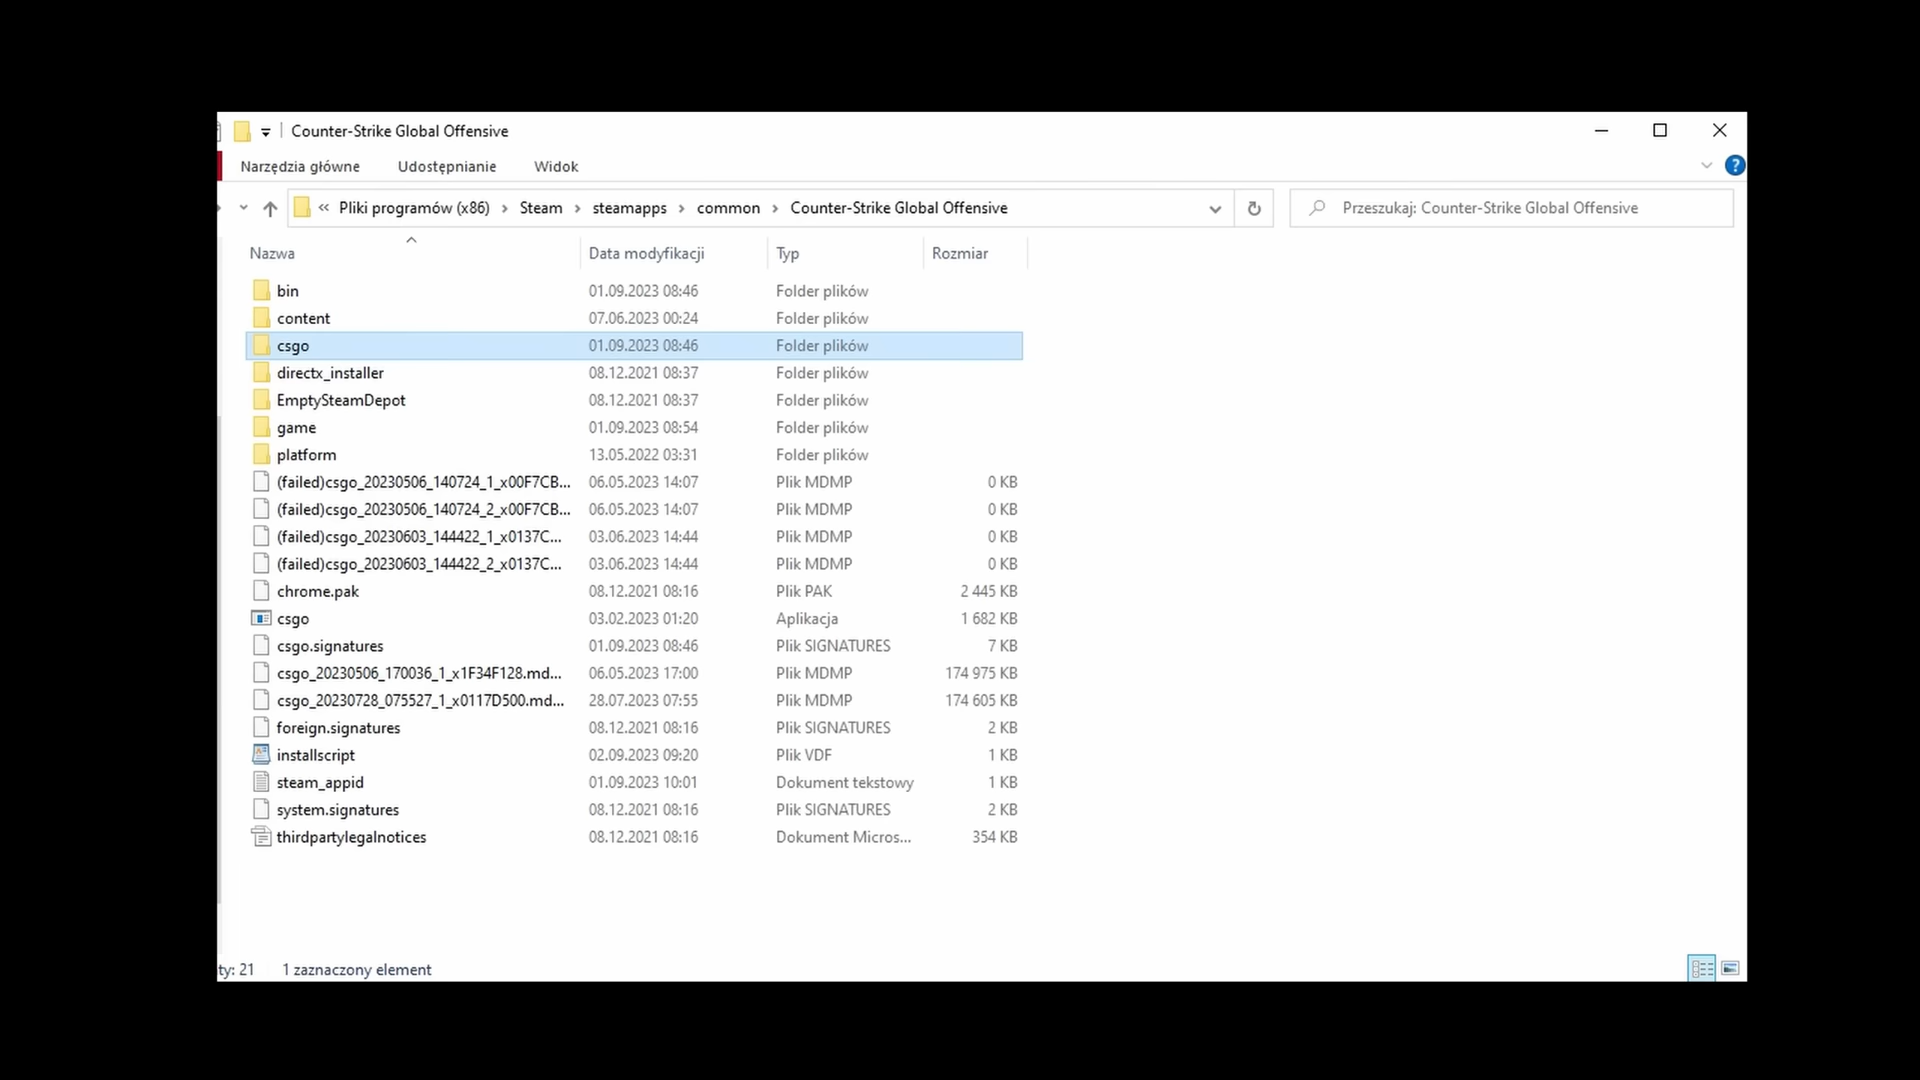 Counter-Strike Global Offensive
Narzędzia główne Udostępnianie Widok
« Pliki programów (x86) › Steam › steamapps › common › Counter-Strike Global Offensive Przeszukaj: Counter-Strike Global Offensive
Nazwa Data modyfikacji Typ Rozmiar
bin 01.09.2023 08:46 Folder plików
content 07.06.2023 00:24 Folder plików
csgo 01.09.2023 08:46 Folder plików
directx_installer 08.12.2021 08:37 Folder plików
EmptySteamDepot 08.12.2021 08:37 Folder plików
game 01.09.2023 08:54 Folder plików
platform 13.05.2022 03:31 Folder plików
(failed)csgo_20230506_140724_1_x00F7CB... 06.05.2023 14:07 Plik MDMP 0 KB
(failed)csgo_20230506_140724_2_x00F7CB... 06.05.2023 14:07 Plik MDMP 0 KB
(failed)csgo_20230603_144422_1_x0137C... 03.06.2023 14:44 Plik MDMP 0 KB
(failed)csgo_20230603_144422_2_x0137C... 03.06.2023 14:44 Plik MDMP 0 KB
chrome.pak 08.12.2021 08:16 Plik PAK 2 445 KB
csgo 03.02.2023 01:20 Aplikacja 1 682 KB
csgo.signatures 01.09.2023 08:46 Plik SIGNATURES 7 KB
csgo_20230506_170036_1_x1F34F128.md... 06.05.2023 17:00 Plik MDMP 174 975 KB
csgo_20230728_075527_1_x0117D500.md... 28.07.2023 07:55 Plik MDMP 174 605 KB
foreign.signatures 08.12.2021 08:16 Plik SIGNATURES 2 KB
installscript 02.09.2023 09:20 Plik VDF 1 KB
steam_appid 01.09.2023 10:01 Dokument tekstowy 1 KB
system.signatures 08.12.2021 08:16 Plik SIGNATURES 2 KB
thirdpartylegalnotices 08.12.2021 08:16 Dokument Micros... 354 KB
ty: 21 1 zaznaczony element